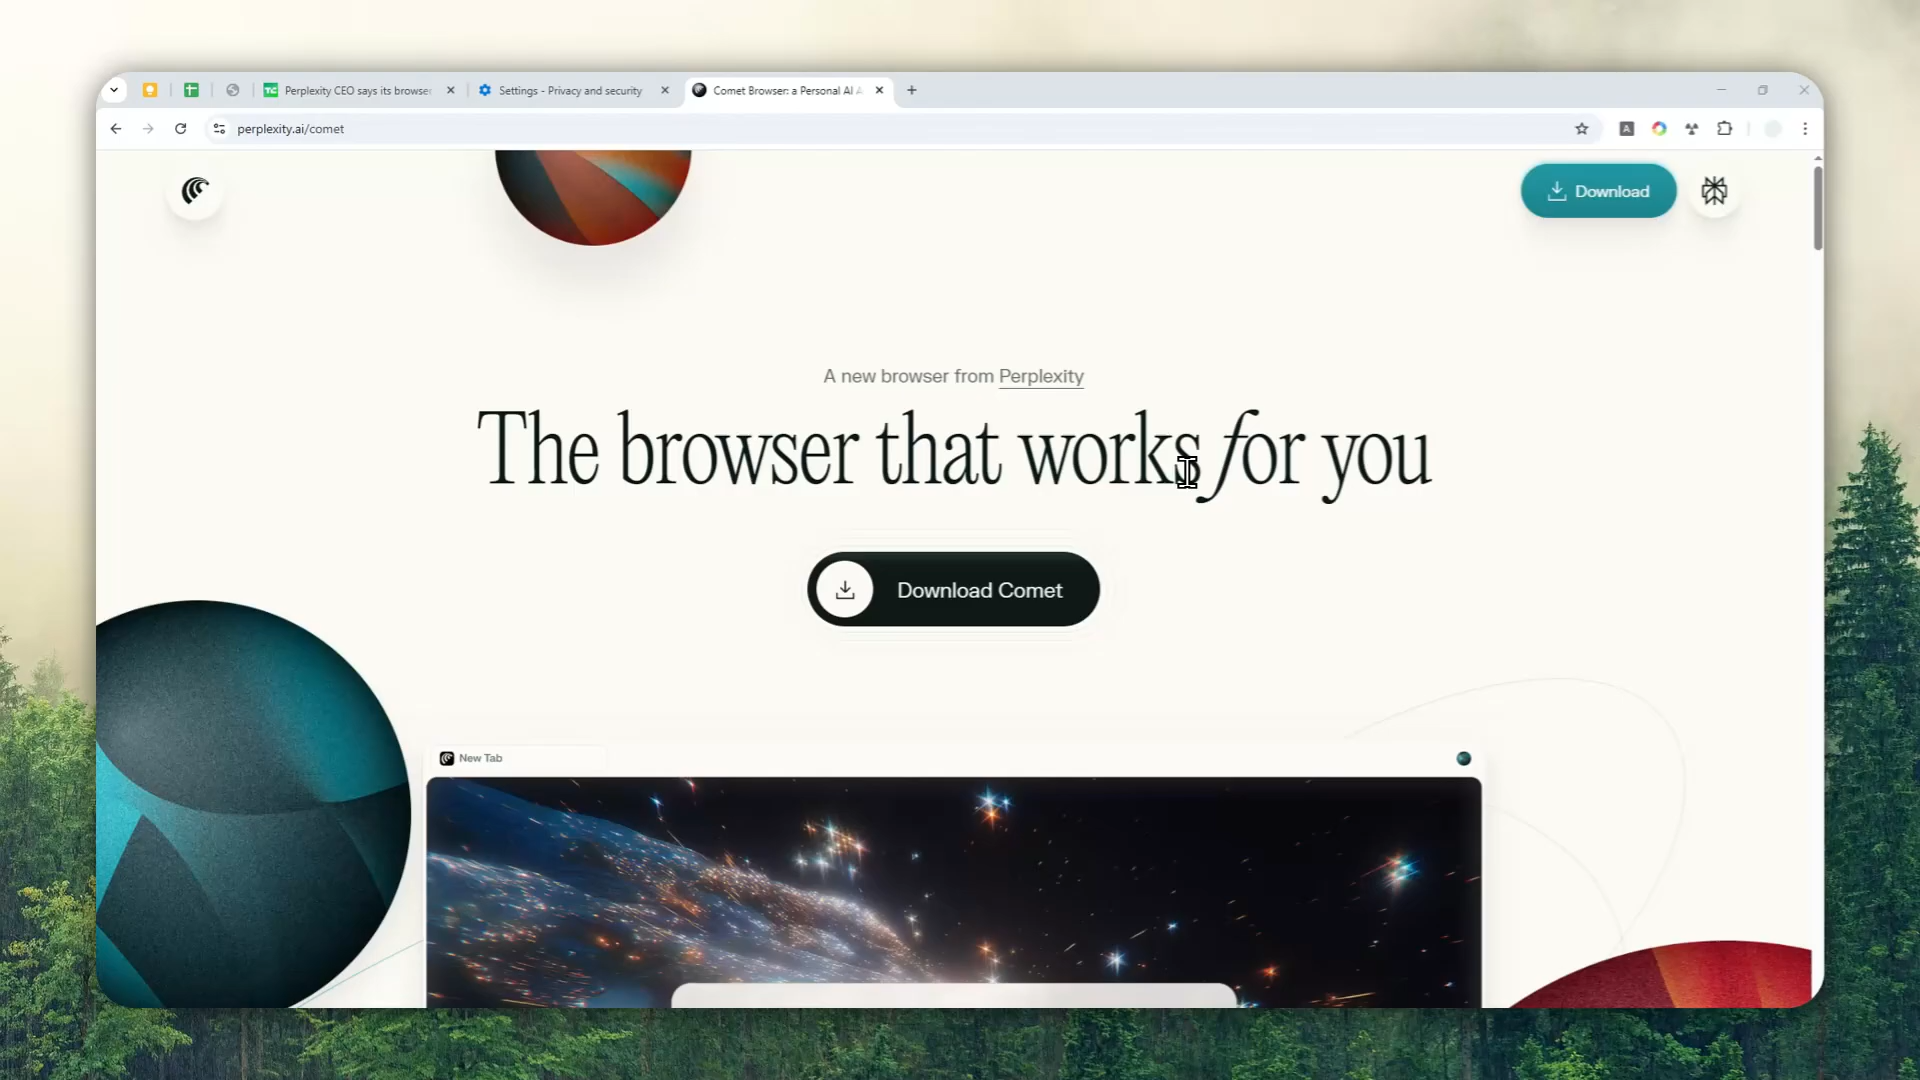 Perplexity CEO says its browser
Settings - Privacy and security
Comet Browser: a Personal AI A
perplexity.ai/comet
Download
A new browser from Perplexity
The browser that works for you
Download Comet
New Tab